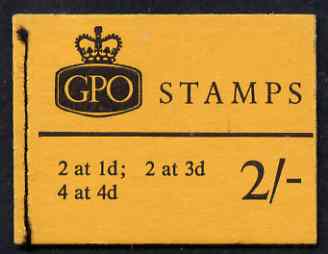 GPO STAMPS
2 at 1d; 2 at 3d
4 at 4d 2/-